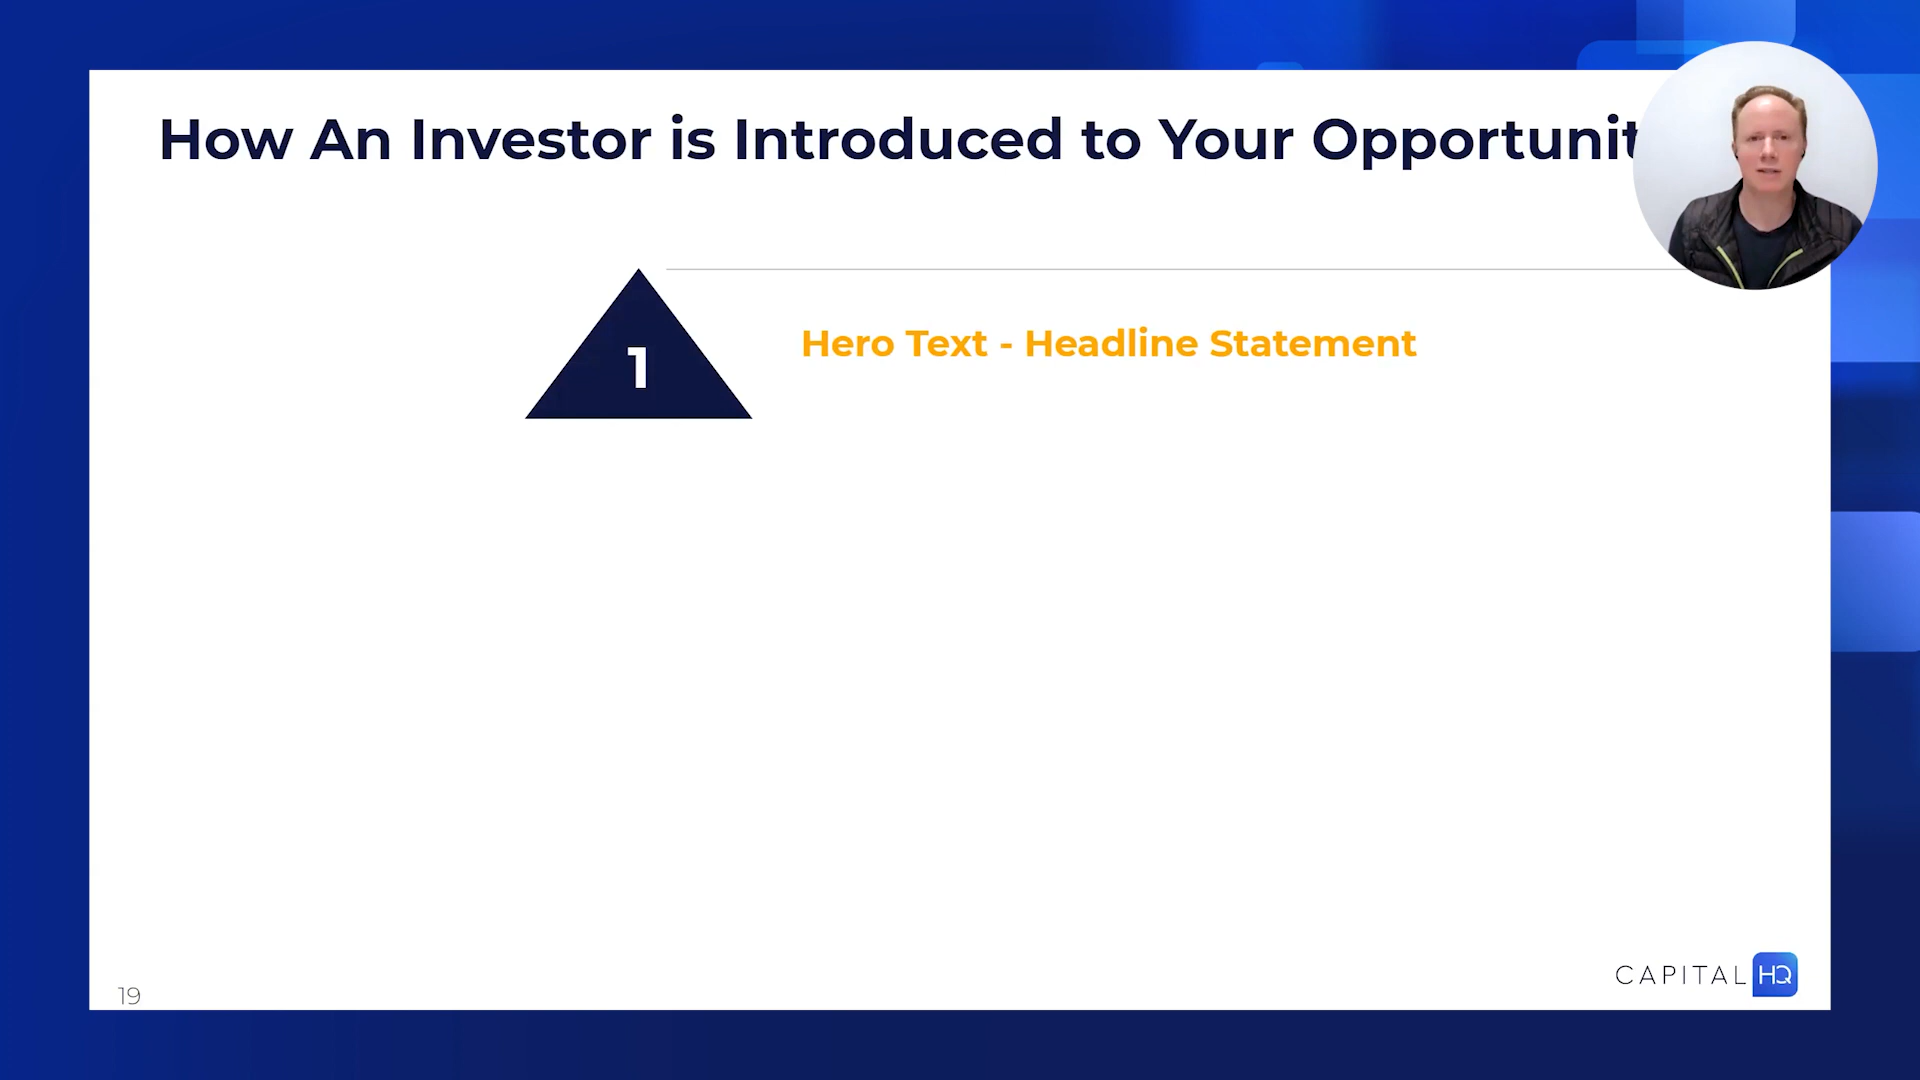 How An Investor is Introduced to Your Opportunit
1
Hero Text - Headline Statement
19
CAPITAL HQ